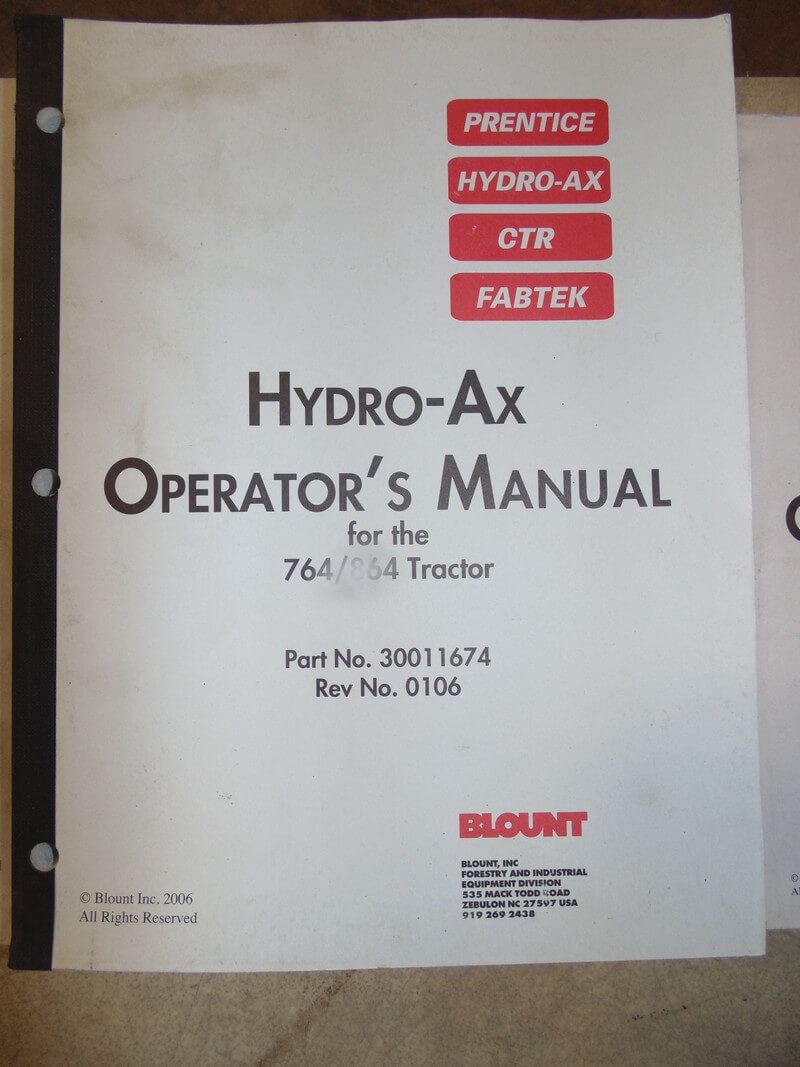 PRENTICE
HYDRO-AX
CTR
FABTEK
HYDRO-AX
OPERATOR'S MANUAL
for the
764/864 Tractor
Part No. 30011674
Rev No. 0106
BLOUNT
BLOUNT, INC
FORESTRY AND INDUSTRIAL
EQUIPMENT DIVISION
535 MACK TODD ROAD
ZEBULON NC 27597 USA
919 269 2438
© Blount Inc. 2006
All Rights Reserved